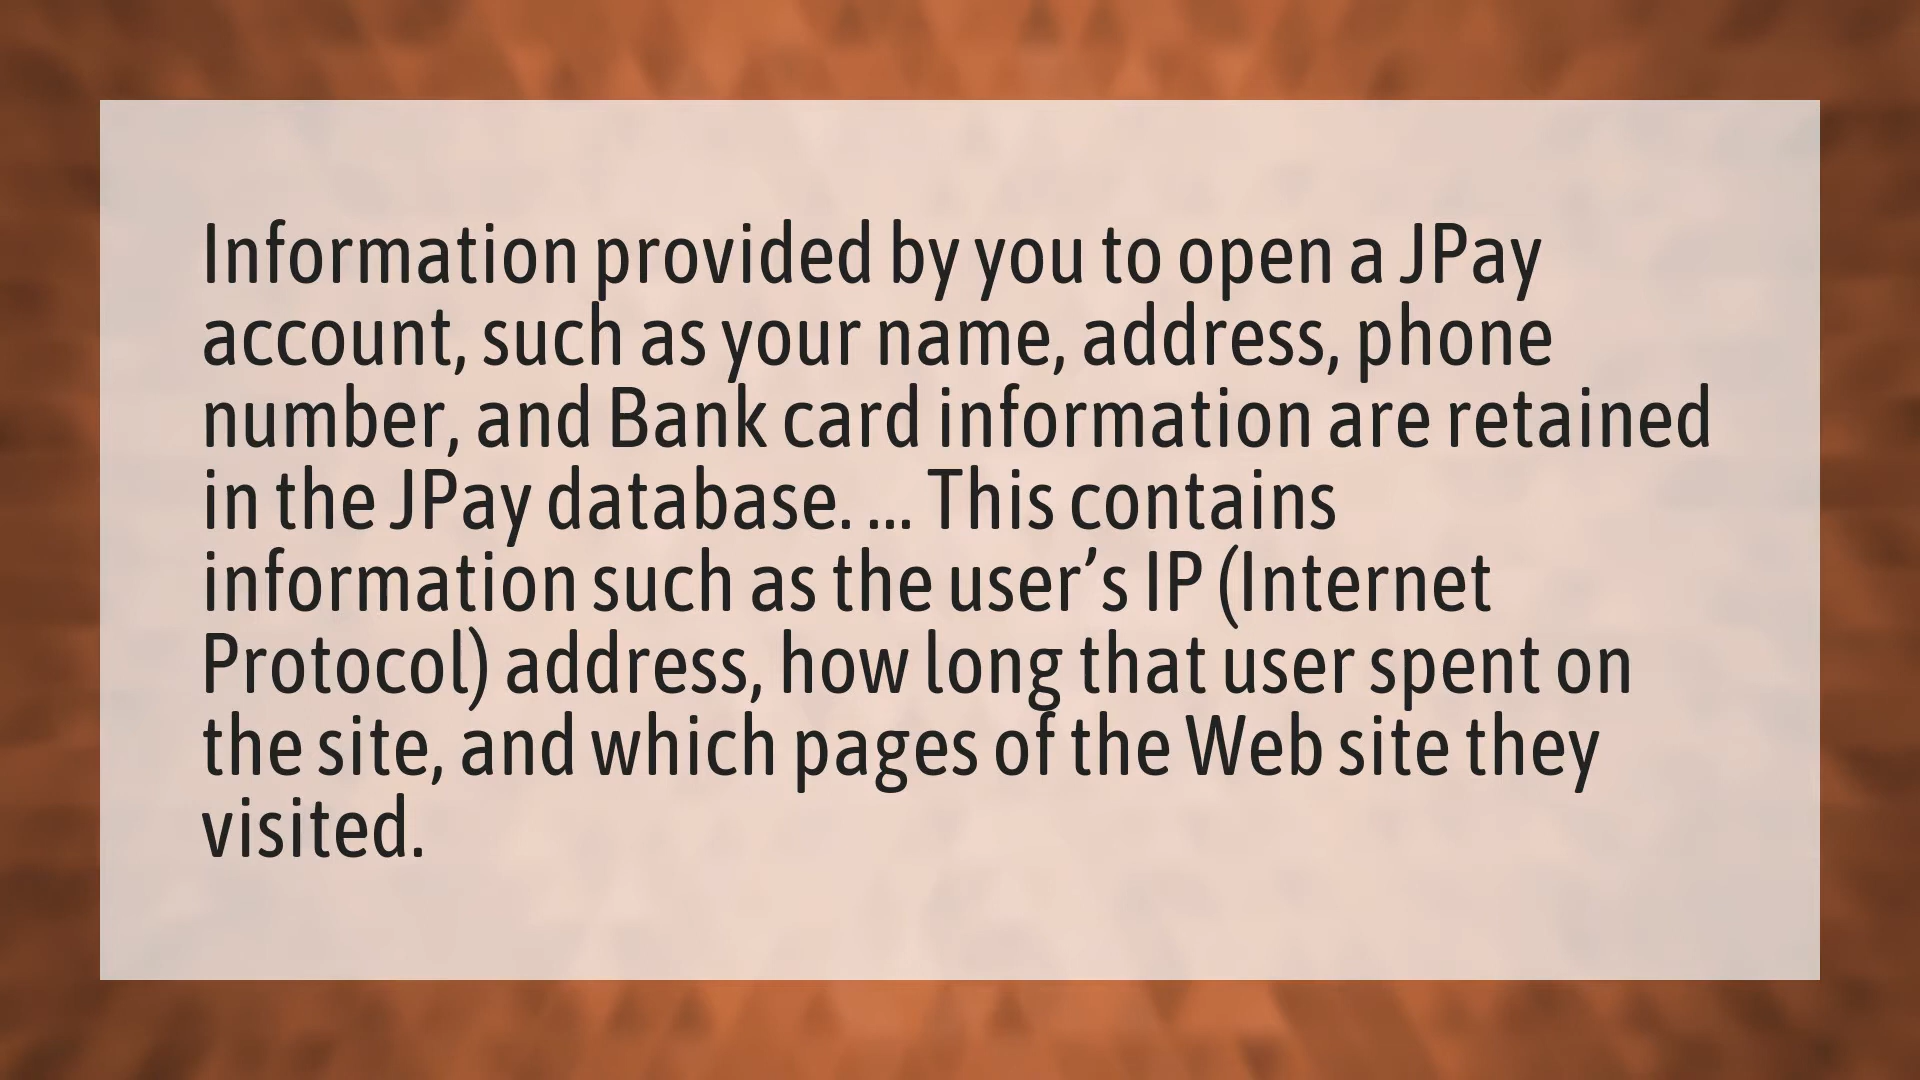 Information provided by you to open a JPay
account, such as your name, address, phone
number, and Bank card information are retained
in the JPay database. ... This contains
information such as the user’s IP (Internet
Protocol) address, how long that user spent on
the site, and which pages of the Web site they
visited.